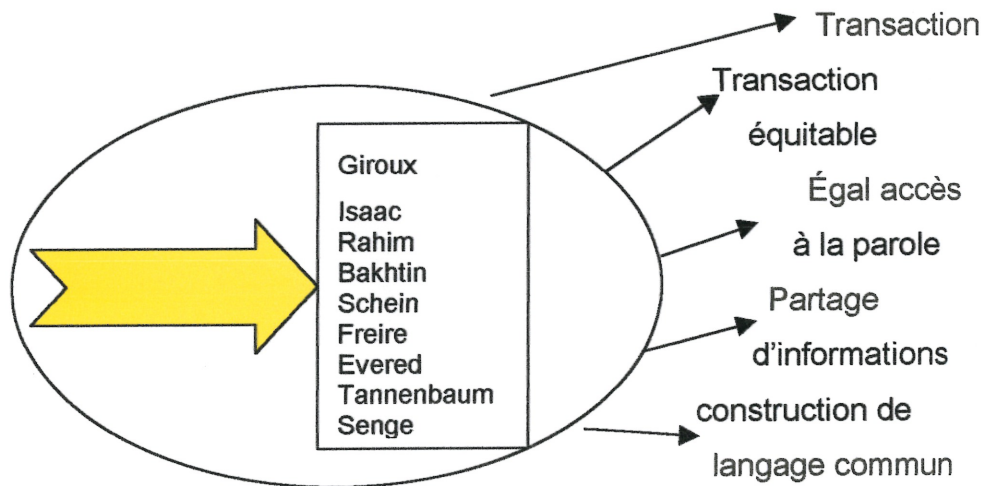 Giroux
Isaac
Rahim
Bakhtin
Schein
Freire
Evered
Tannenbaum
Senge
Transaction
Transaction
équitable
Égal accès
à la parole
Partage
d'informations
construction de
langage commun